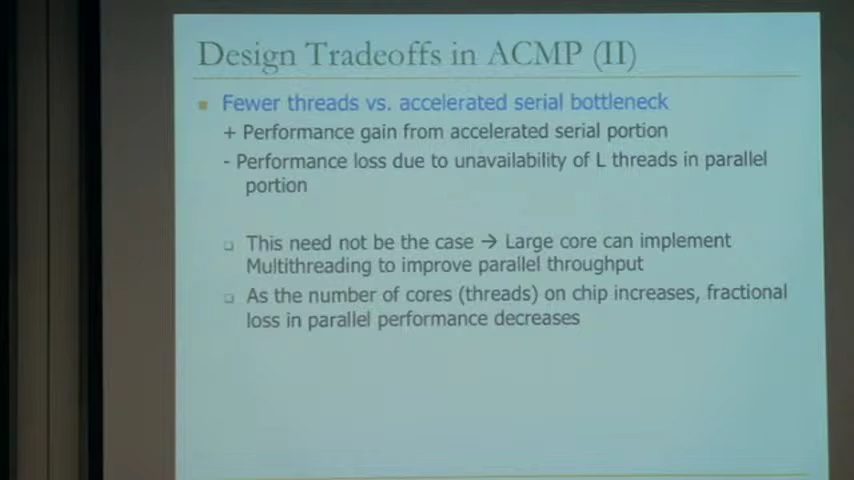 Design Tradeoffs in ACMP (II)
Fewer threads vs. accelerated serial bottleneck
+ Performance gain from accelerated serial portion
- Performance loss due to unavailability of L threads in parallel
portion
This need not be the case → Large core can implement
Multithreading to improve parallel throughput
As the number of cores (threads) on chip increases, fractional
loss in parallel performance decreases